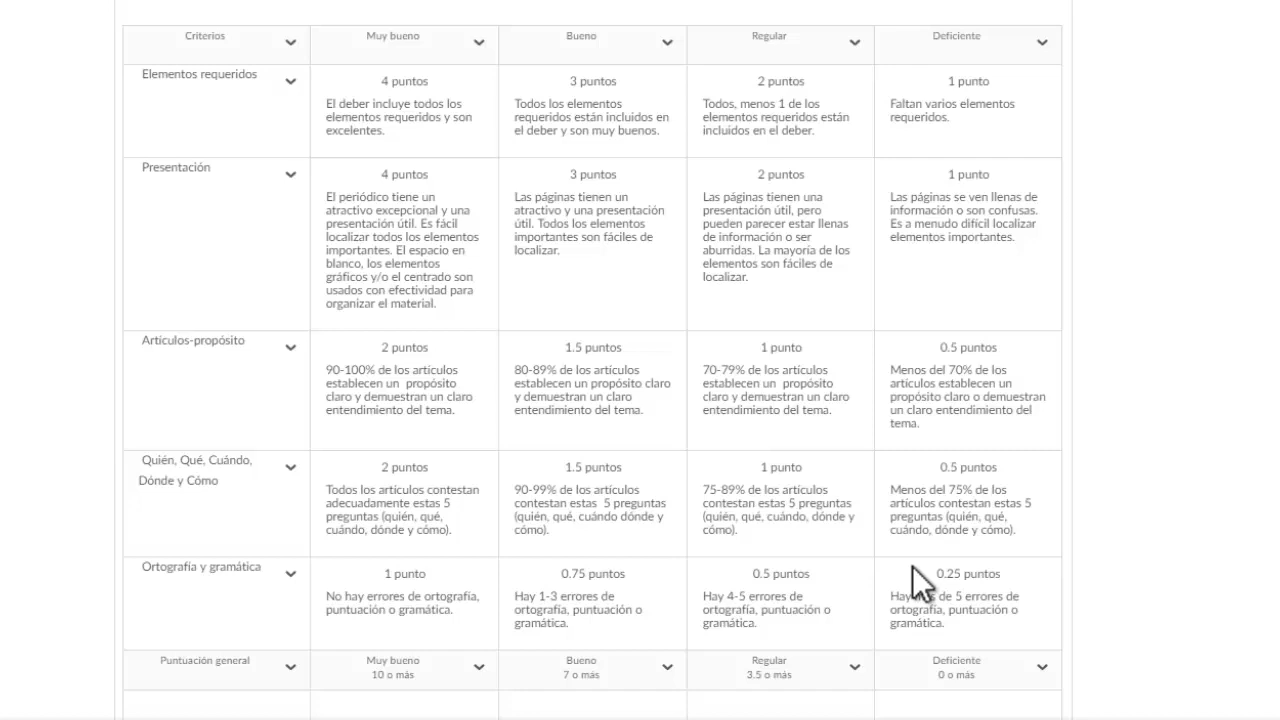 Criterios
Muy bueno
Bueno
Regular
Deficiente
Elementos requeridos
4 puntos
El deber incluye todos los
elementos requeridos y son
excelentes.
3 puntos
Todos los elementos
requeridos están incluidos en
el deber y son muy buenos.
2 puntos
Todos, menos 1 de los
elementos requeridos están
incluidos en el deber.
1 punto
Faltan varios elementos
requeridos.
Presentación
4 puntos
El periódico tiene un
atractivo excepcional y una
presentación útil. Es fácil
localizar todos los elementos
importantes. El espacio en
blanco, los elementos
gráficos y/o el centrado son
usados con efectividad para
organizar el material.
3 puntos
Las páginas tienen un
atractivo y una presentación
útil. Todos los elementos
importantes son fáciles de
localizar.
2 puntos
Las páginas tienen una
presentación útil, pero
pueden parecer estar llenas
de información o ser
aburridas. La mayoría de los
elementos son fáciles de
localizar.
1 punto
Las páginas se ven llenas de
información o son confusas.
Es a menudo difícil localizar
elementos importantes.
Artículos-propósito
2 puntos
90-100% de los artículos
establecen un propósito
claro y demuestran un claro
entendimiento del tema.
1.5 puntos
80-89% de los artículos
establecen un propósito claro
y demuestran un claro
entendimiento del tema.
1 punto
70-79% de los artículos
establecen un propósito
claro y demuestran un claro
entendimiento del tema.
0.5 puntos
Menos del 70% de los
artículos establecen un
propósito claro o demuestran
un claro entendimiento del
tema.
Quién, Qué, Cuándo,
Dónde y Cómo
2 puntos
Todos los artículos contestan
adecuadamente estas 5
preguntas (quién, qué,
cuándo, dónde y cómo).
1.5 puntos
90-99% de los artículos
contestan estas 5 preguntas
(quién, qué, cuándo dónde y
cómo).
1 punto
75-89% de los artículos
contestan estas 5 preguntas
(quién, qué, cuándo, dónde y
cómo).
0.5 puntos
Menos del 75% de los
artículos contestan estas 5
preguntas (quién, qué,
cuándo, dónde y cómo).
Ortografía y gramática
1 punto
No hay errores de ortografía,
puntuación o gramática.
0.75 puntos
Hay 1-3 errores de
ortografía, puntuación o
gramática.
0.5 puntos
Hay 4-5 errores de
ortografía, puntuación o
gramática.
0.25 puntos
Hay de 5 errores de
ortografía, puntuación o
gramática.
Puntuación general
Muy bueno
10 o más
Bueno
7 o más
Regular
3.5 o más
Deficiente
0 o más